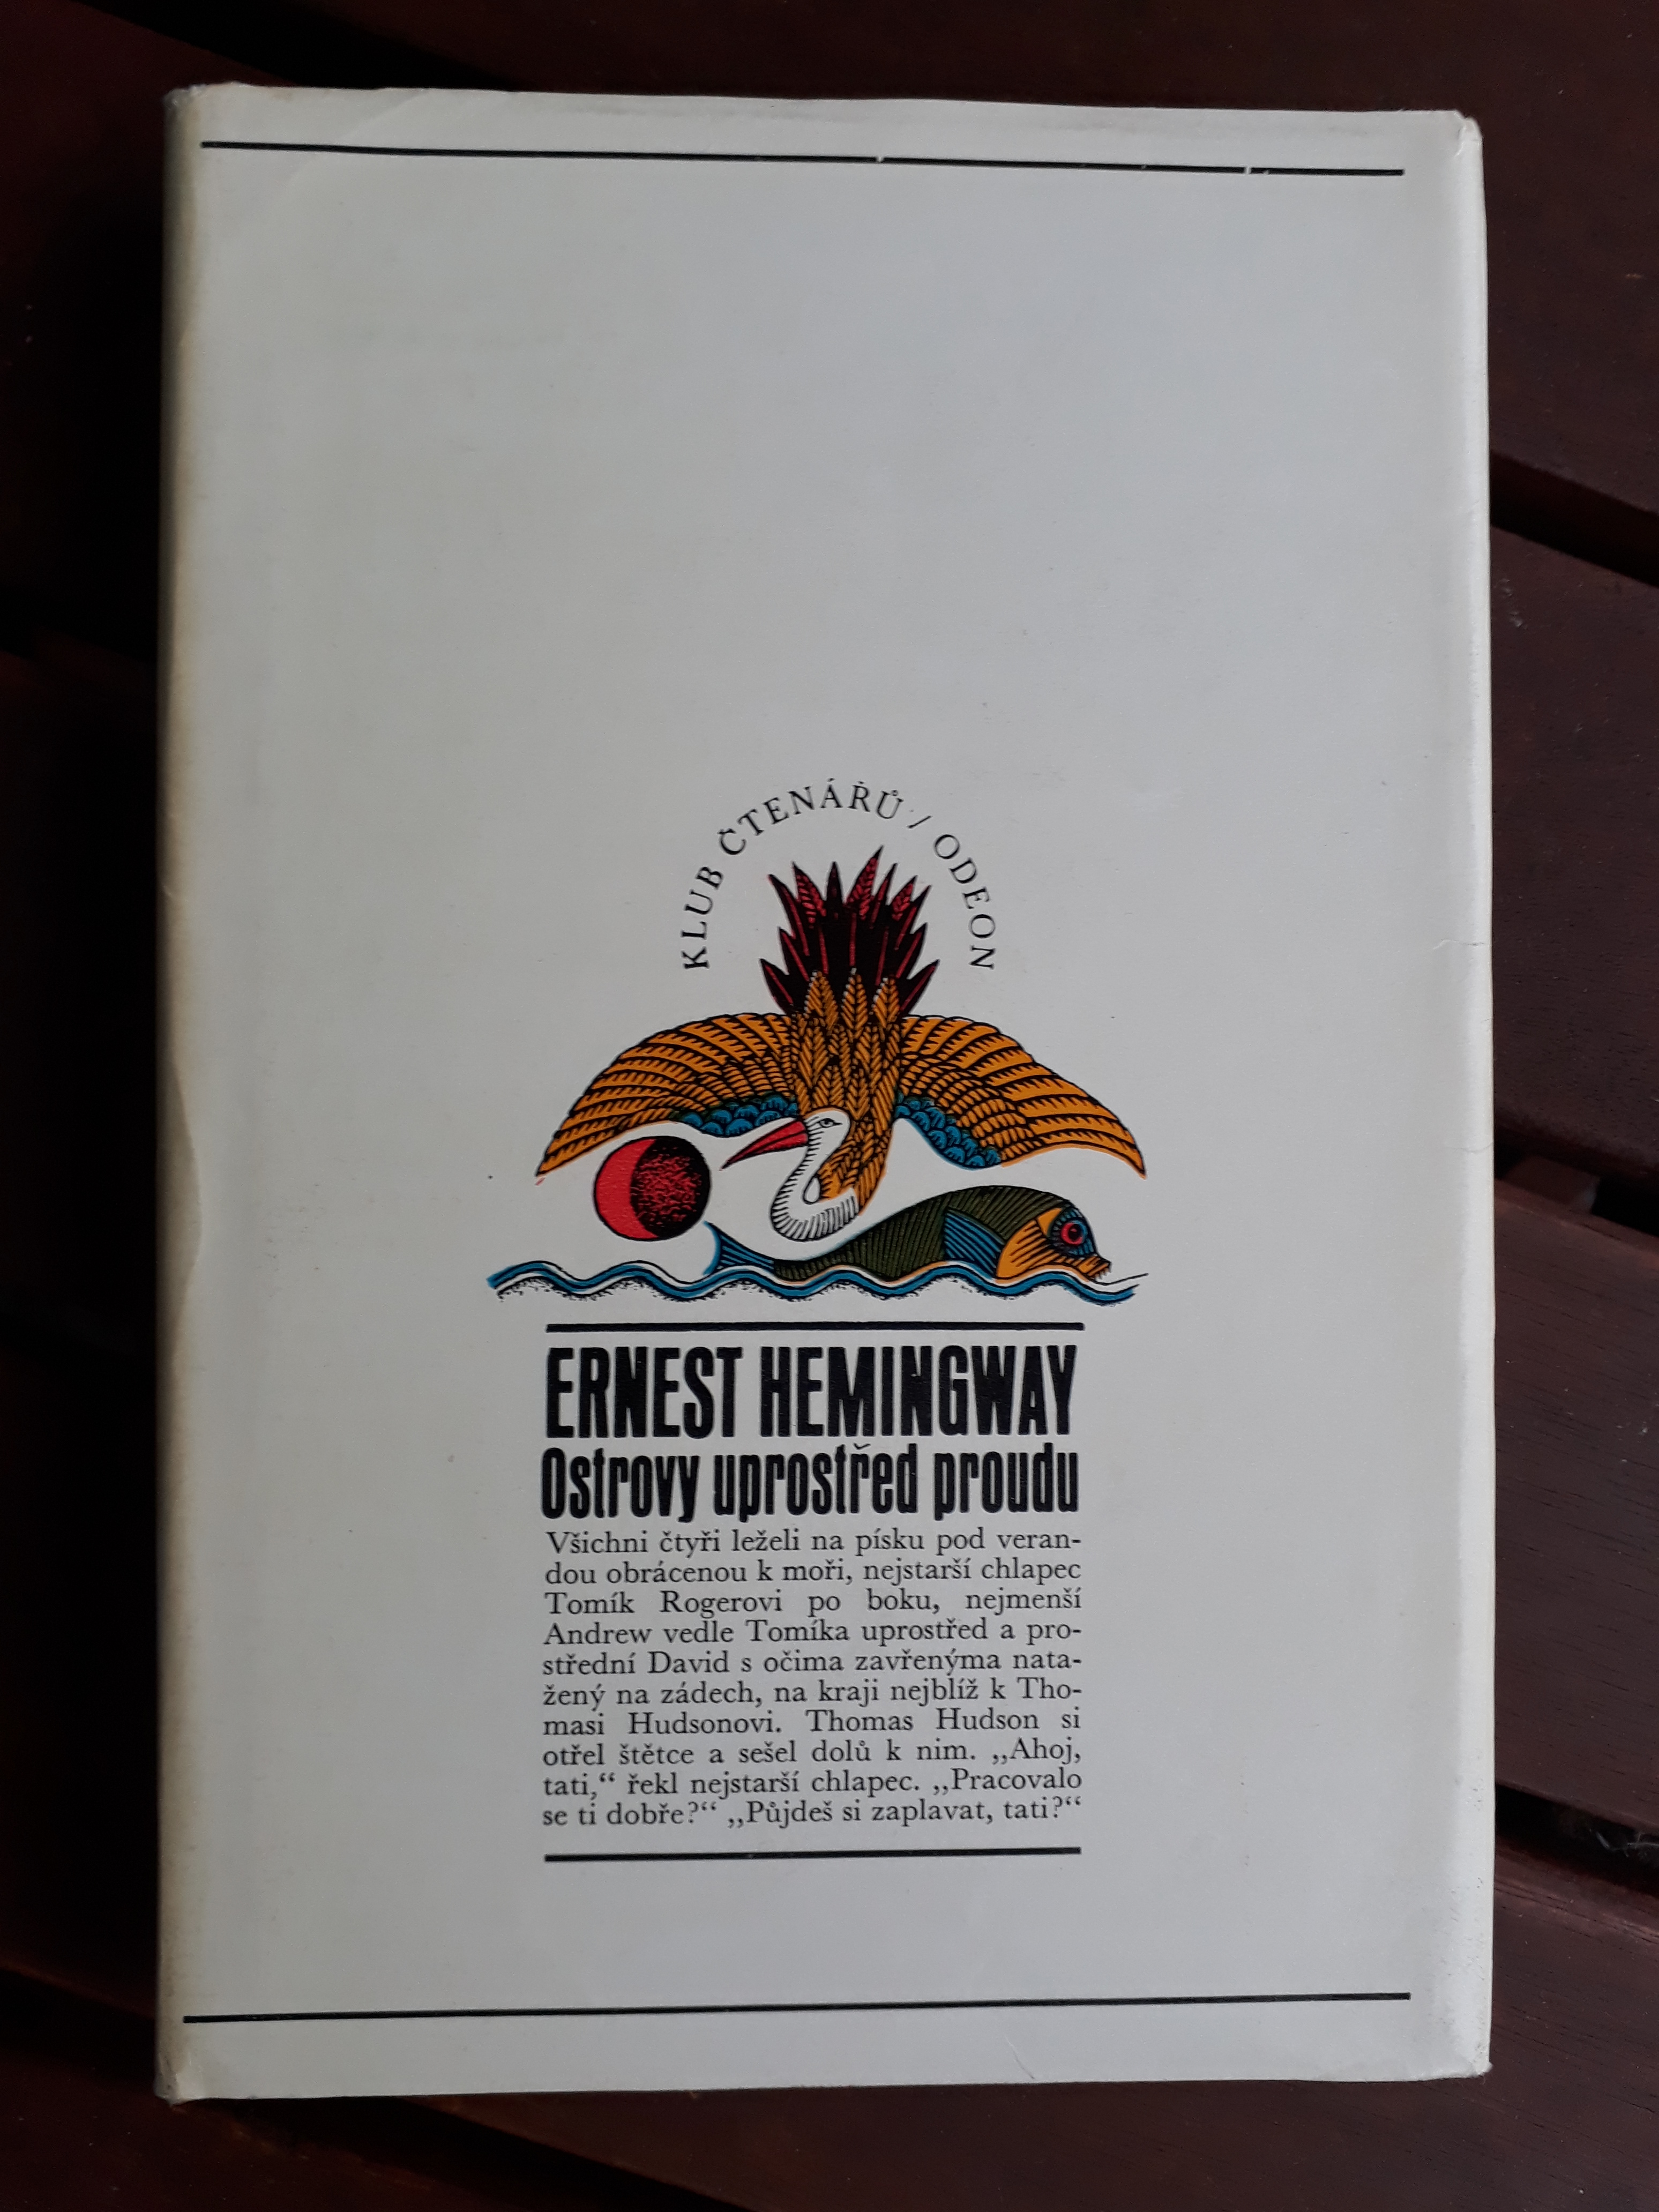 KLUB ČTENÁŘŮ / ODEON
ERNEST HEMINGWAY
Ostrovy uprostřed proudu
Všichni čtyři leželi na písku pod veran-
dou obrácenou k moři, nejstarší chlapec
Tomík Rogerovi po boku, nejmenší
Andrew vedle Tomíka uprostřed a pro-
střední David s očima zavřenýma nata-
žený na zádech, na kraji nejblíž k Tho-
masi Hudsonovi. Thomas Hudson si
otřel štětce a sešel dolů k nim. „Ahoj,
tati,“ řekl nejstarší chlapec. „Pracovalo
se ti dobře?“ „Půjdeš si zaplavat, tati?“